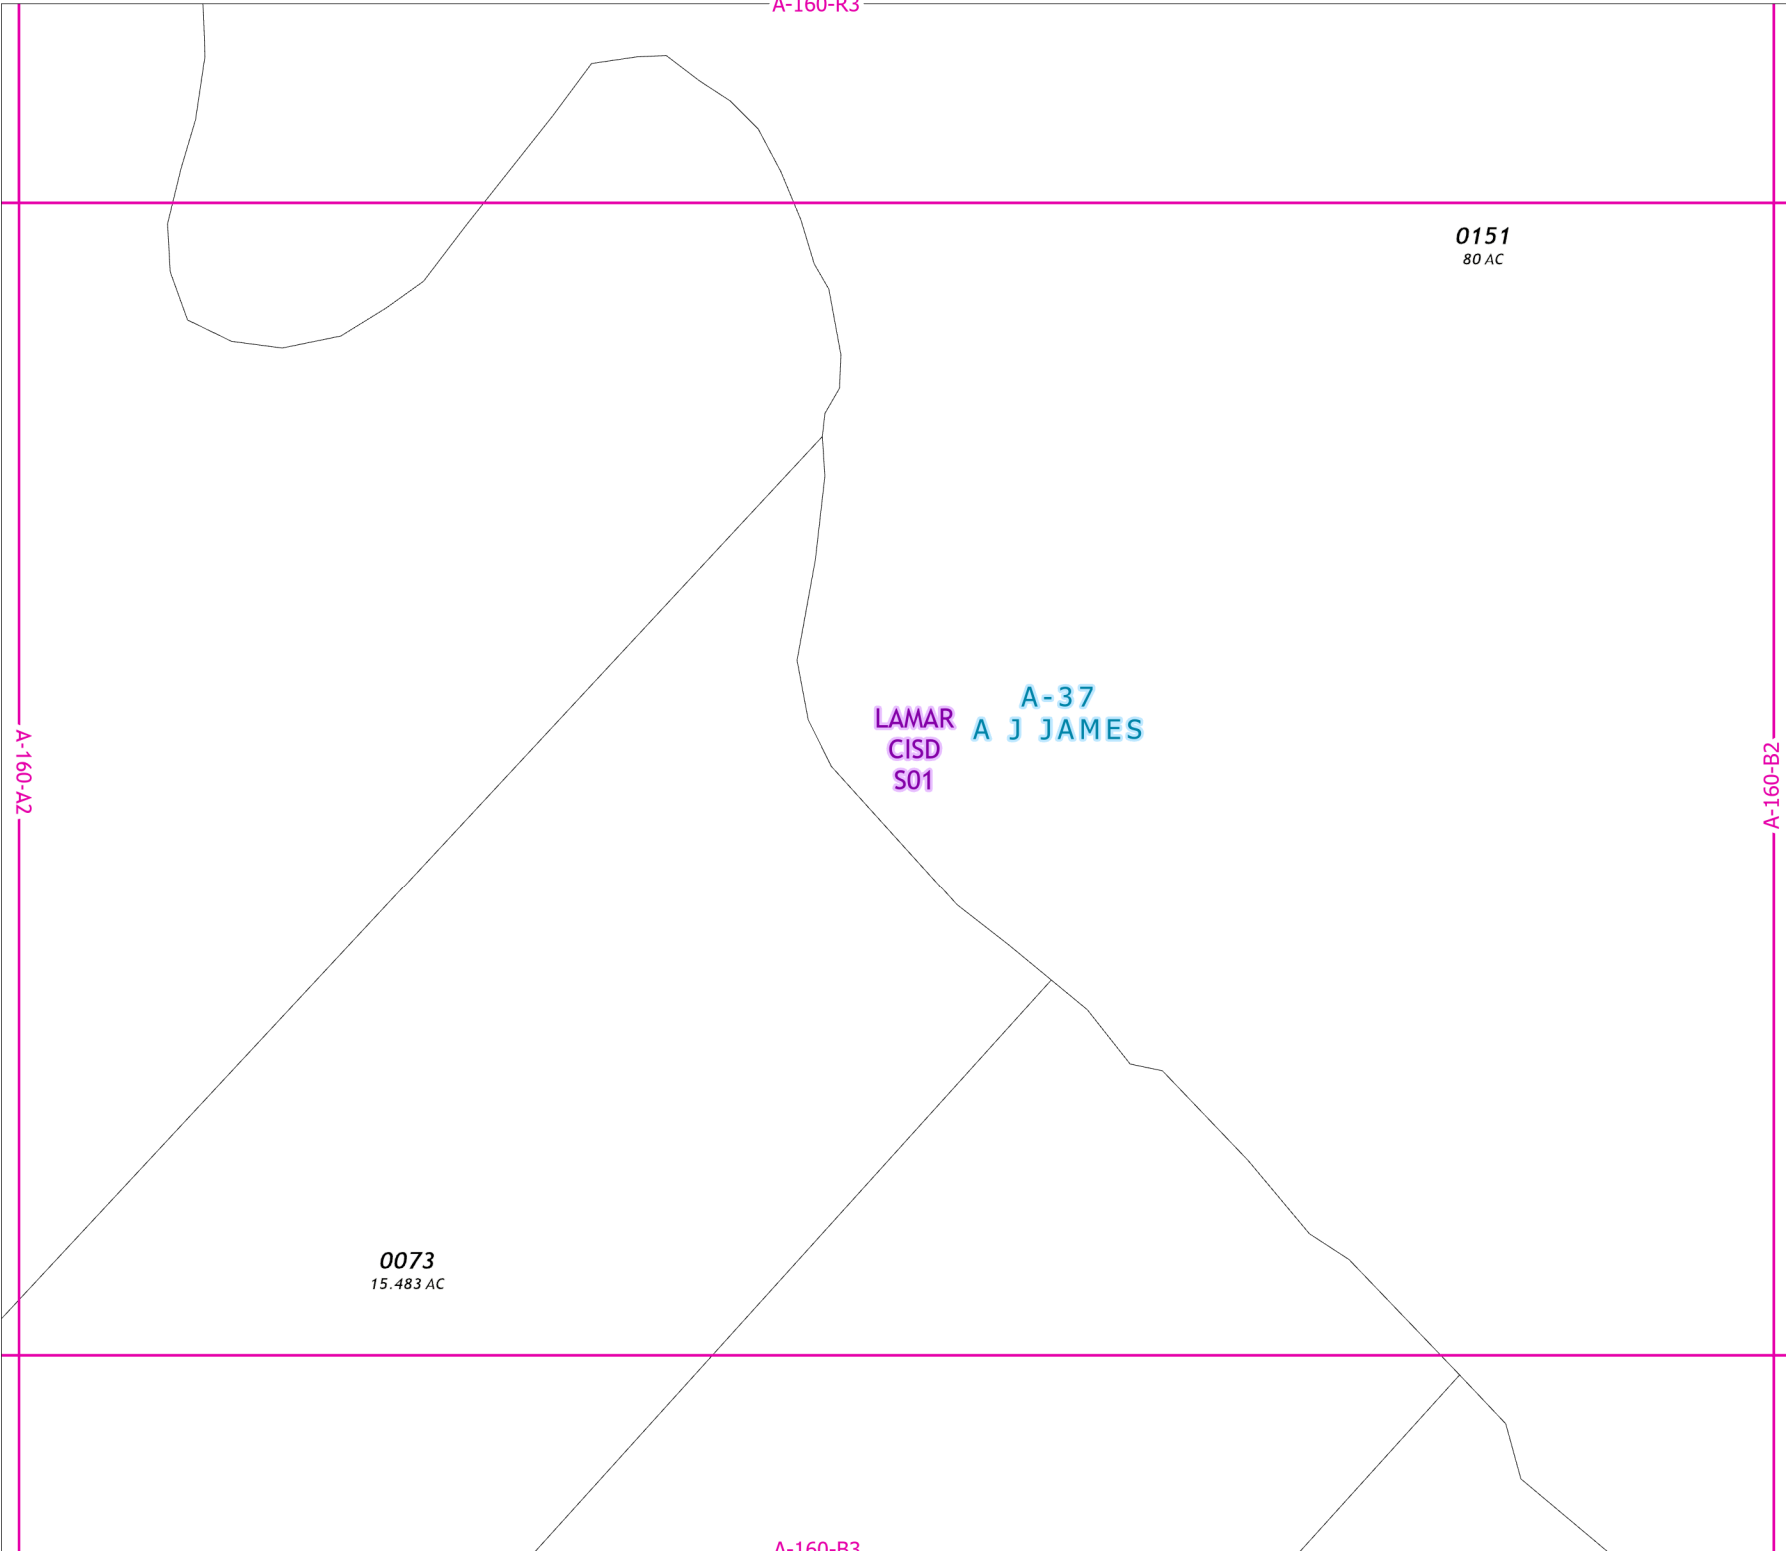 A-160-R3
0151
80 AC
A-160-A2
LAMAR
CISD
S01
A-37
A J JAMES
A-160-B2
0073
15.483 AC
A-160-B3